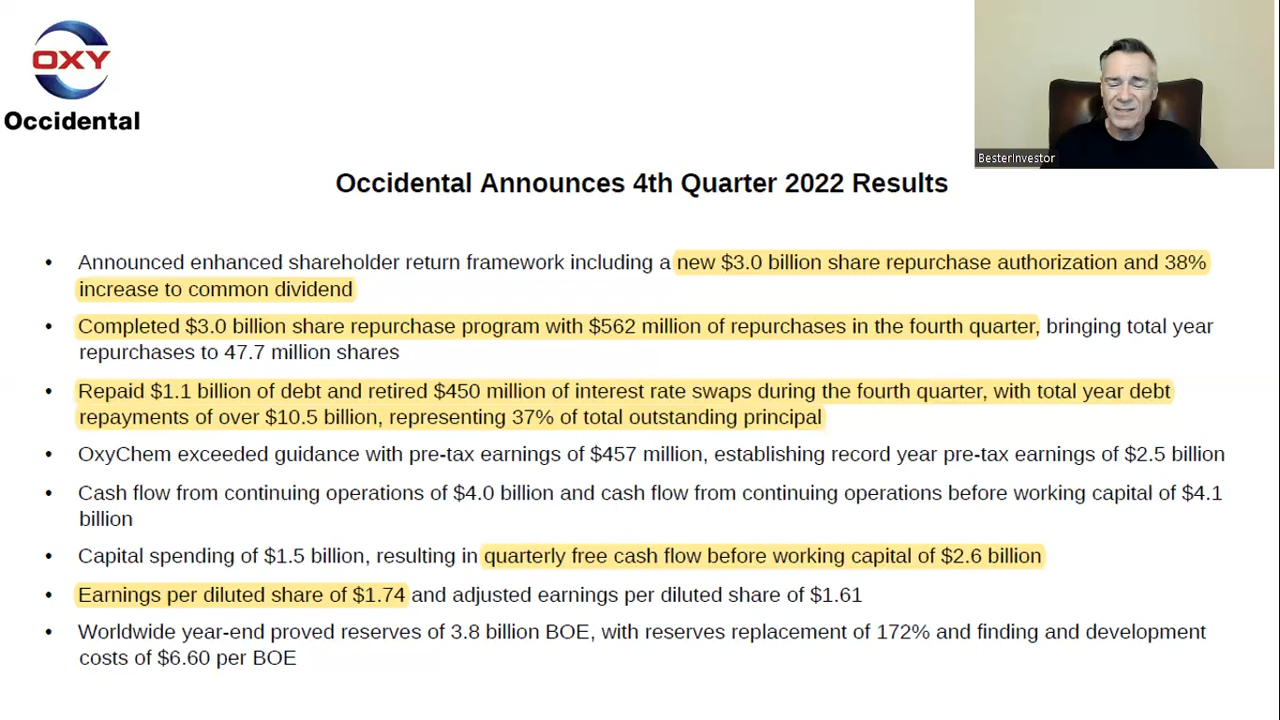 OXY
Occidental
BesterInvestor
Occidental Announces 4th Quarter 2022 Results
• Announced enhanced shareholder return framework including a new $3.0 billion share repurchase authorization and 38%
increase to common dividend
• Completed $3.0 billion share repurchase program with $562 million of repurchases in the fourth quarter, bringing total year
repurchases to 47.7 million shares
• Repaid $1.1 billion of debt and retired $450 million of interest rate swaps during the fourth quarter, with total year debt
repayments of over $10.5 billion, representing 37% of total outstanding principal
• OxyChem exceeded guidance with pre-tax earnings of $457 million, establishing record year pre-tax earnings of $2.5 billion
• Cash flow from continuing operations of $4.0 billion and cash flow from continuing operations before working capital of $4.1
billion
• Capital spending of $1.5 billion, resulting in quarterly free cash flow before working capital of $2.6 billion
• Earnings per diluted share of $1.74 and adjusted earnings per diluted share of $1.61
• Worldwide year-end proved reserves of 3.8 billion BOE, with reserves replacement of 172% and finding and development
costs of $6.60 per BOE